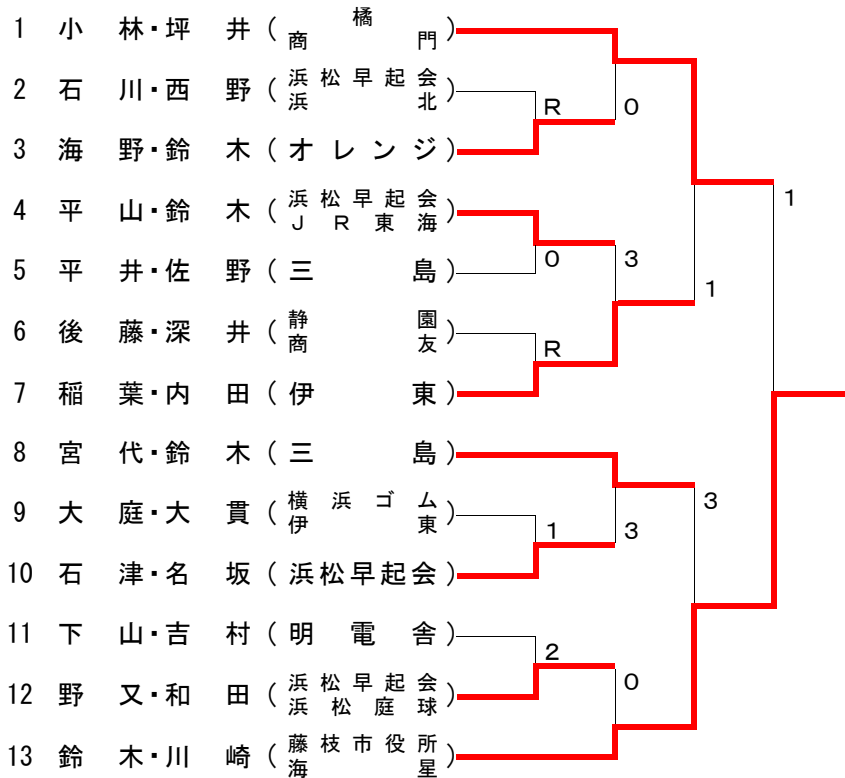 1 小林・坪井(橘商門)
2 石川・西野(浜松早起会浜北)
R
0
3 海野・鈴木(オレンジ)
4 平山・鈴木(浜松早起会JR東海)
1
0
3
5 平井・佐野(三島)
1
6 後藤・深井(静園商友)
R
7 稲葉・内田(伊東)
8 宮代・鈴木(三島)
3
9 大庭・大貫(横浜ゴム伊東)
1
3
10 石津・名坂(浜松早起会)
11 下山・吉村(明電舎)
2
0
12 野又・和田(浜松早起会浜松庭球)
13 鈴木・川崎(藤枝市役所海星)